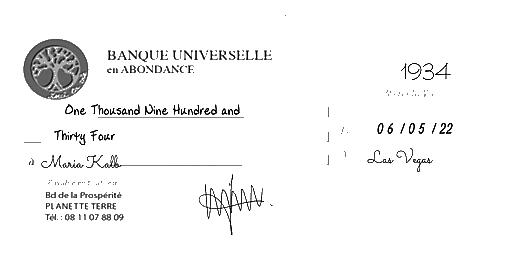 BANQUE UNIVERSELLE
en ABONDANCE
1934
One Thousand Nine Hundred and
Thirty Four
06/05/22
à Maria Kalb
Las Vegas
Bd de la Prospérité
PLANETTE TERRE
Tél. : 08 11 07 88 09